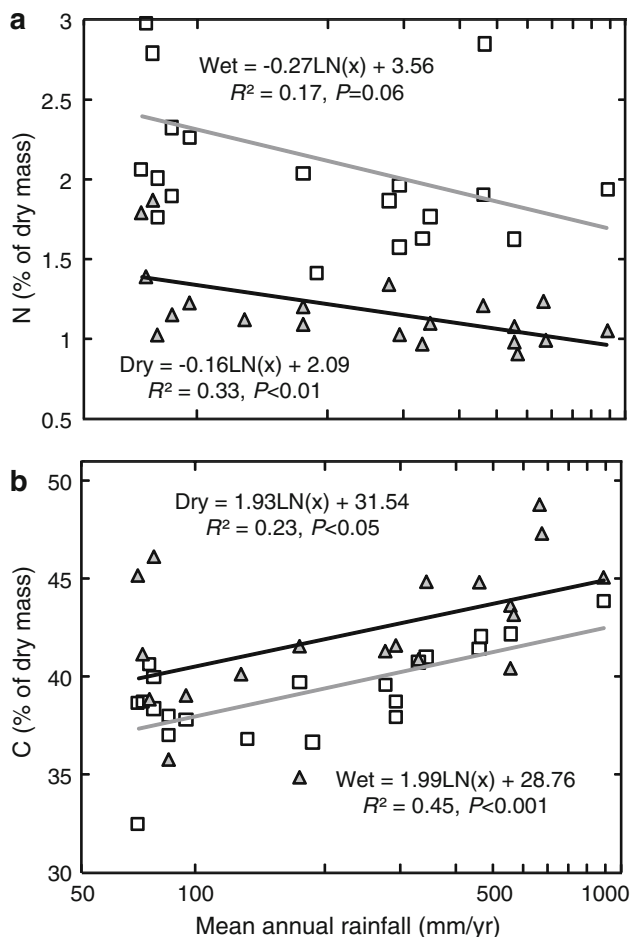 a
3
2.5
2
1.5
1
0.5
N (% of dry mass)
Wet = -0.27LN(x) + 3.56
R² = 0.17, P=0.06
Dry = -0.16LN(x) + 2.09
R² = 0.33, P<0.01
b
50
45
40
35
30
C (% of dry mass)
Dry = 1.93LN(x) + 31.54
R² = 0.23, P<0.05
Wet = 1.99LN(x) + 28.76
R² = 0.45, P<0.001
50 100 500 1000
Mean annual rainfall (mm/yr)